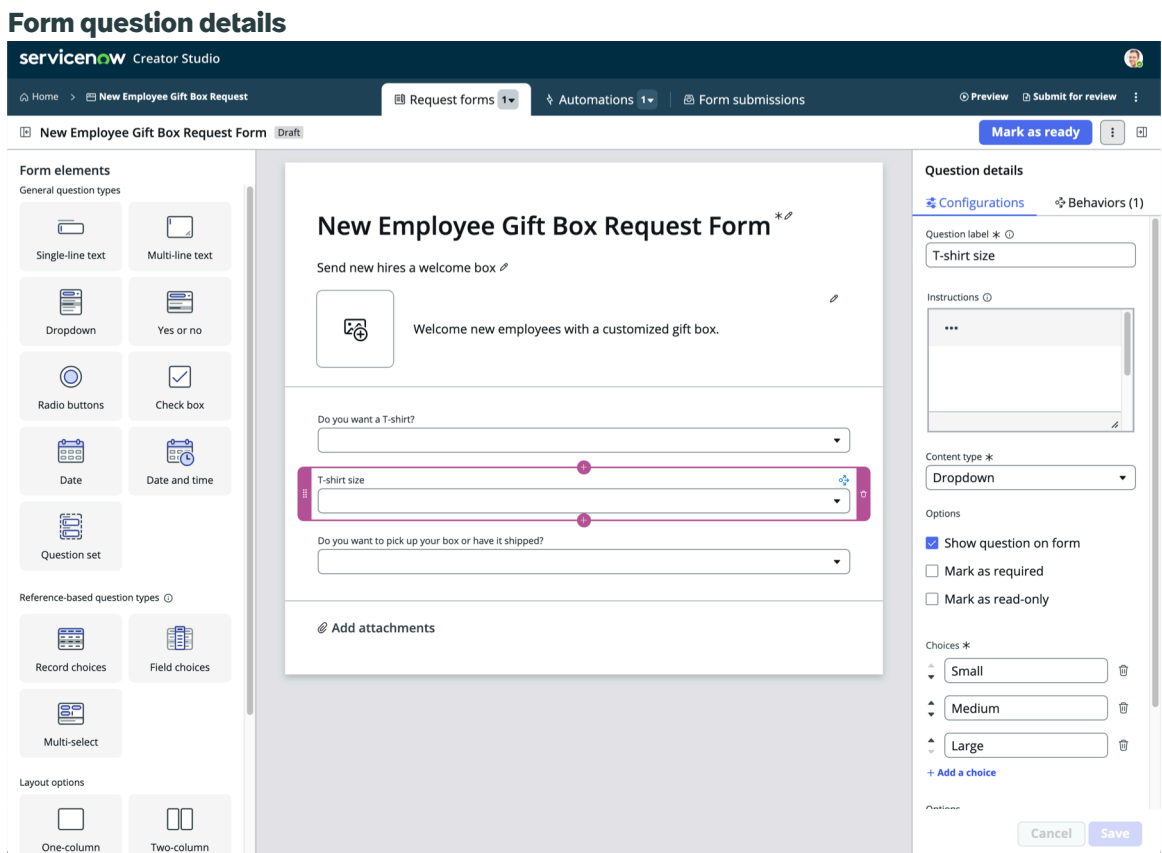 Form question details
servicenow Creator Studio
Home > New Employee Gift Box Request
Request forms 1
Automations 1
Form submissions
Preview
Submit for review
New Employee Gift Box Request Form Draft
Mark as ready
Form elements
General question types
Single-line text
Multi-line text
Dropdown
Yes or no
Radio buttons
Check box
Date
Date and time
Question set
Reference-based question types
Record choices
Field choices
Multi-select
Layout options
One-column
Two-column
New Employee Gift Box Request Form *
Send new hires a welcome box
Welcome new employees with a customized gift box.
Do you want a T-shirt?
T-shirt size
Do you want to pick up your box or have it shipped?
Add attachments
Question details
Configurations
Behaviors (1)
Question label *
T-shirt size
Instructions
Content type *
Dropdown
Options
Show question on form
Mark as required
Mark as read-only
Choices *
Small
Medium
Large
+ Add a choice
Options
Cancel
Save